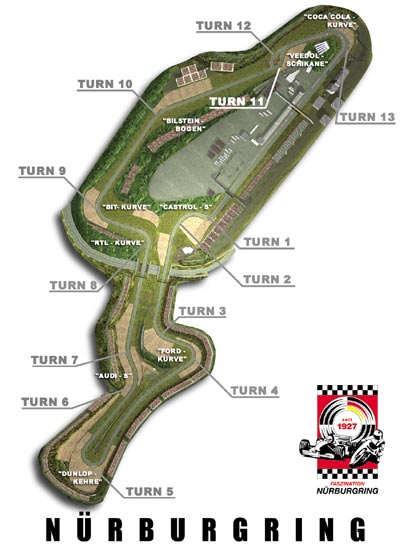 "COCA COLA -
KURVE"
TURN 12
"VEEDOL -
SCHIKANE"
TURN 10
TURN 11
"BILSTEIN -
BOGEN"
TURN 13
TURN 9
"BIT - KURVE"
"CASTROL - S"
"RTL - KURVE"
TURN 1
TURN 8
TURN 2
TURN 3
TURN 7
"FORD -
KURVE"
"AUDI - S"
TURN 4
TURN 6
"DUNLOP -
KEHRE"
TURN 5
seit
1927
FASZINATION
NÜRBURGRING
NÜRBURGRING